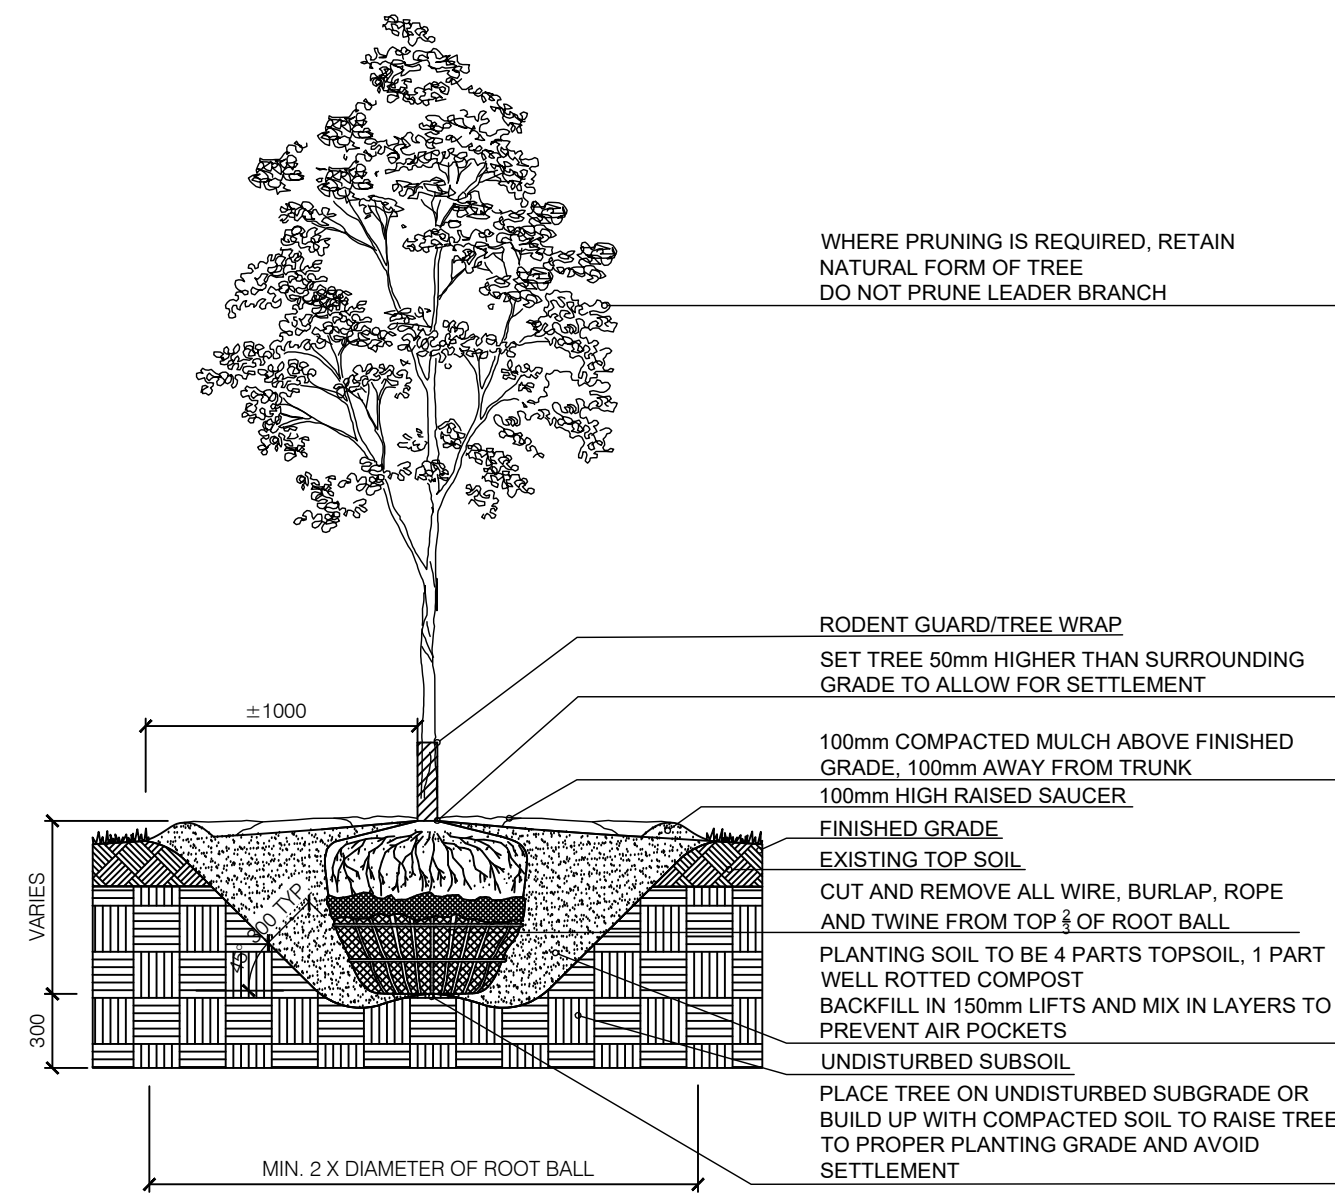 WHERE PRUNING IS REQUIRED, RETAIN
NATURAL FORM OF TREE
DO NOT PRUNE LEADER BRANCH
RODENT GUARD/TREE WRAP
SET TREE 50mm HIGHER THAN SURROUNDING
GRADE TO ALLOW FOR SETTLEMENT
±1000
100mm COMPACTED MULCH ABOVE FINISHED
GRADE, 100mm AWAY FROM TRUNK
100mm HIGH RAISED SAUCER
FINISHED GRADE
EXISTING TOP SOIL
CUT AND REMOVE ALL WIRE, BURLAP, ROPE
AND TWINE FROM TOP 2/3 OF ROOT BALL
PLANTING SOIL TO BE 4 PARTS TOPSOIL, 1 PART
WELL ROTTED COMPOST
BACKFILL IN 150mm LIFTS AND MIX IN LAYERS TO
PREVENT AIR POCKETS
UNDISTURBED SUBSOIL
PLACE TREE ON UNDISTURBED SUBGRADE OR
BUILD UP WITH COMPACTED SOIL TO RAISE TREE
TO PROPER PLANTING GRADE AND AVOID
SETTLEMENT
VARIES
300
45°
300 TYP
MIN. 2 X DIAMETER OF ROOT BALL